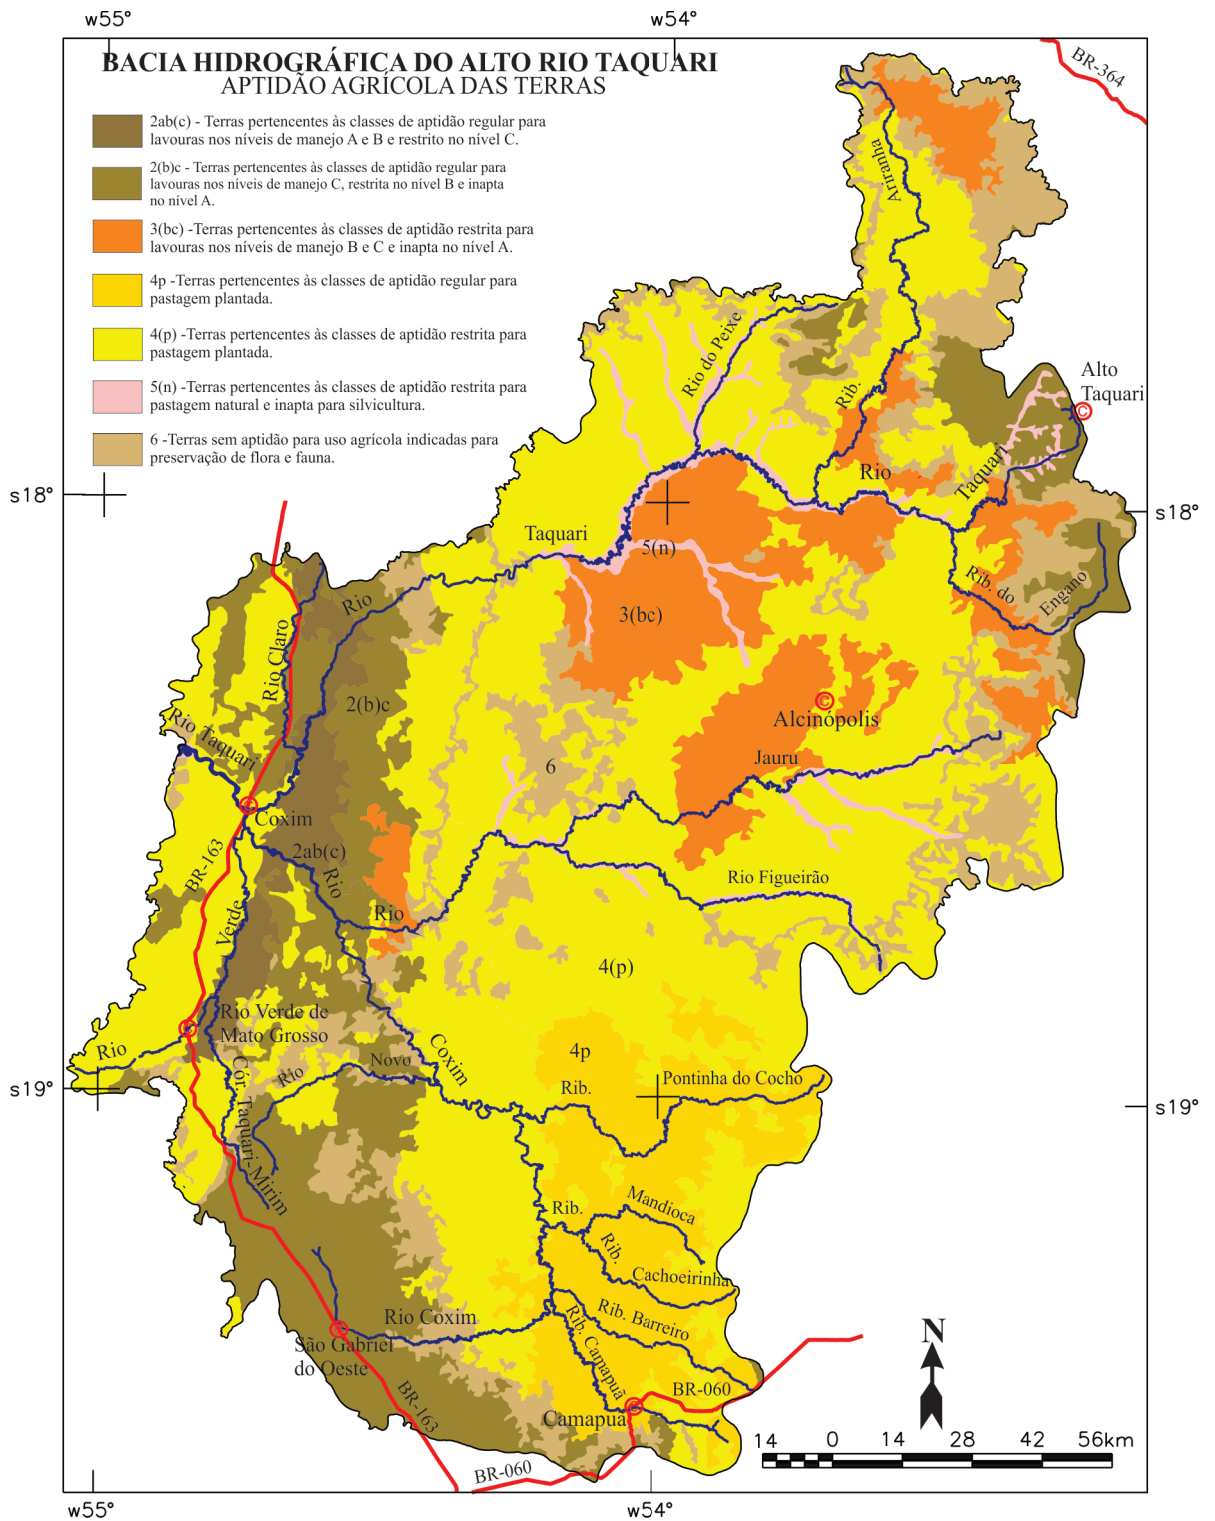 w55°
w54°
BACIA HIDROGRÁFICA DO ALTO RIO TAQUARI
APTIDÃO AGRÍCOLA DAS TERRAS
BR-364
2ab(c) - Terras pertencentes às classes de aptidão regular para
lavouras nos níveis de manejo A e B e restrito no nível C.
2(b)c - Terras pertencentes às classes de aptidão regular para
lavouras nos níveis de manejo C, restrita no nível B e inapta
no nível A.
3(bc) -Terras pertencentes às classes de aptidão restrita para
lavouras nos níveis de manejo B e C e inapta no nível A.
4p -Terras pertencentes às classes de aptidão regular para
pastagem plantada.
4(p) -Terras pertencentes às classes de aptidão restrita para
pastagem plantada.
5(n) -Terras pertencentes às classes de aptidão restrita para
pastagem natural e inapta para silvicultura.
6 -Terras sem aptidão para uso agrícola indicadas para
preservação de flora e fauna.
Ariranha
Rio do Peixe
Rib.
Alto
Taquari
C
Rio
Taquari
s18°
s18°
Taquari
5(n)
Rib. do
Engano
Rio
3(bc)
Rio Claro
2(b)c
C
Alcinópolis
Rio Taquari
Jauru
6
C
Coxim
2ab(c)
BR-163
Rio
Rio Figueirão
Rio
Verde
4(p)
Rio Verde de
Mato Grosso
C
4p
Rio
Coxim
Novo
Rio
Rib.
Pontinha do Cocho
s19°
s19°
Cór. Taquari-Mirim
Rib.
Mandioca
Rib.
Cachoeirinha
Rib. Barreiro
Rio Coxim
Rib. Camapuã
C
São Gabriel
do Oeste
N
BR-060
BR-163
C
Camapuã
BR-060
14 0 14 28 42 56km
w55°
w54°